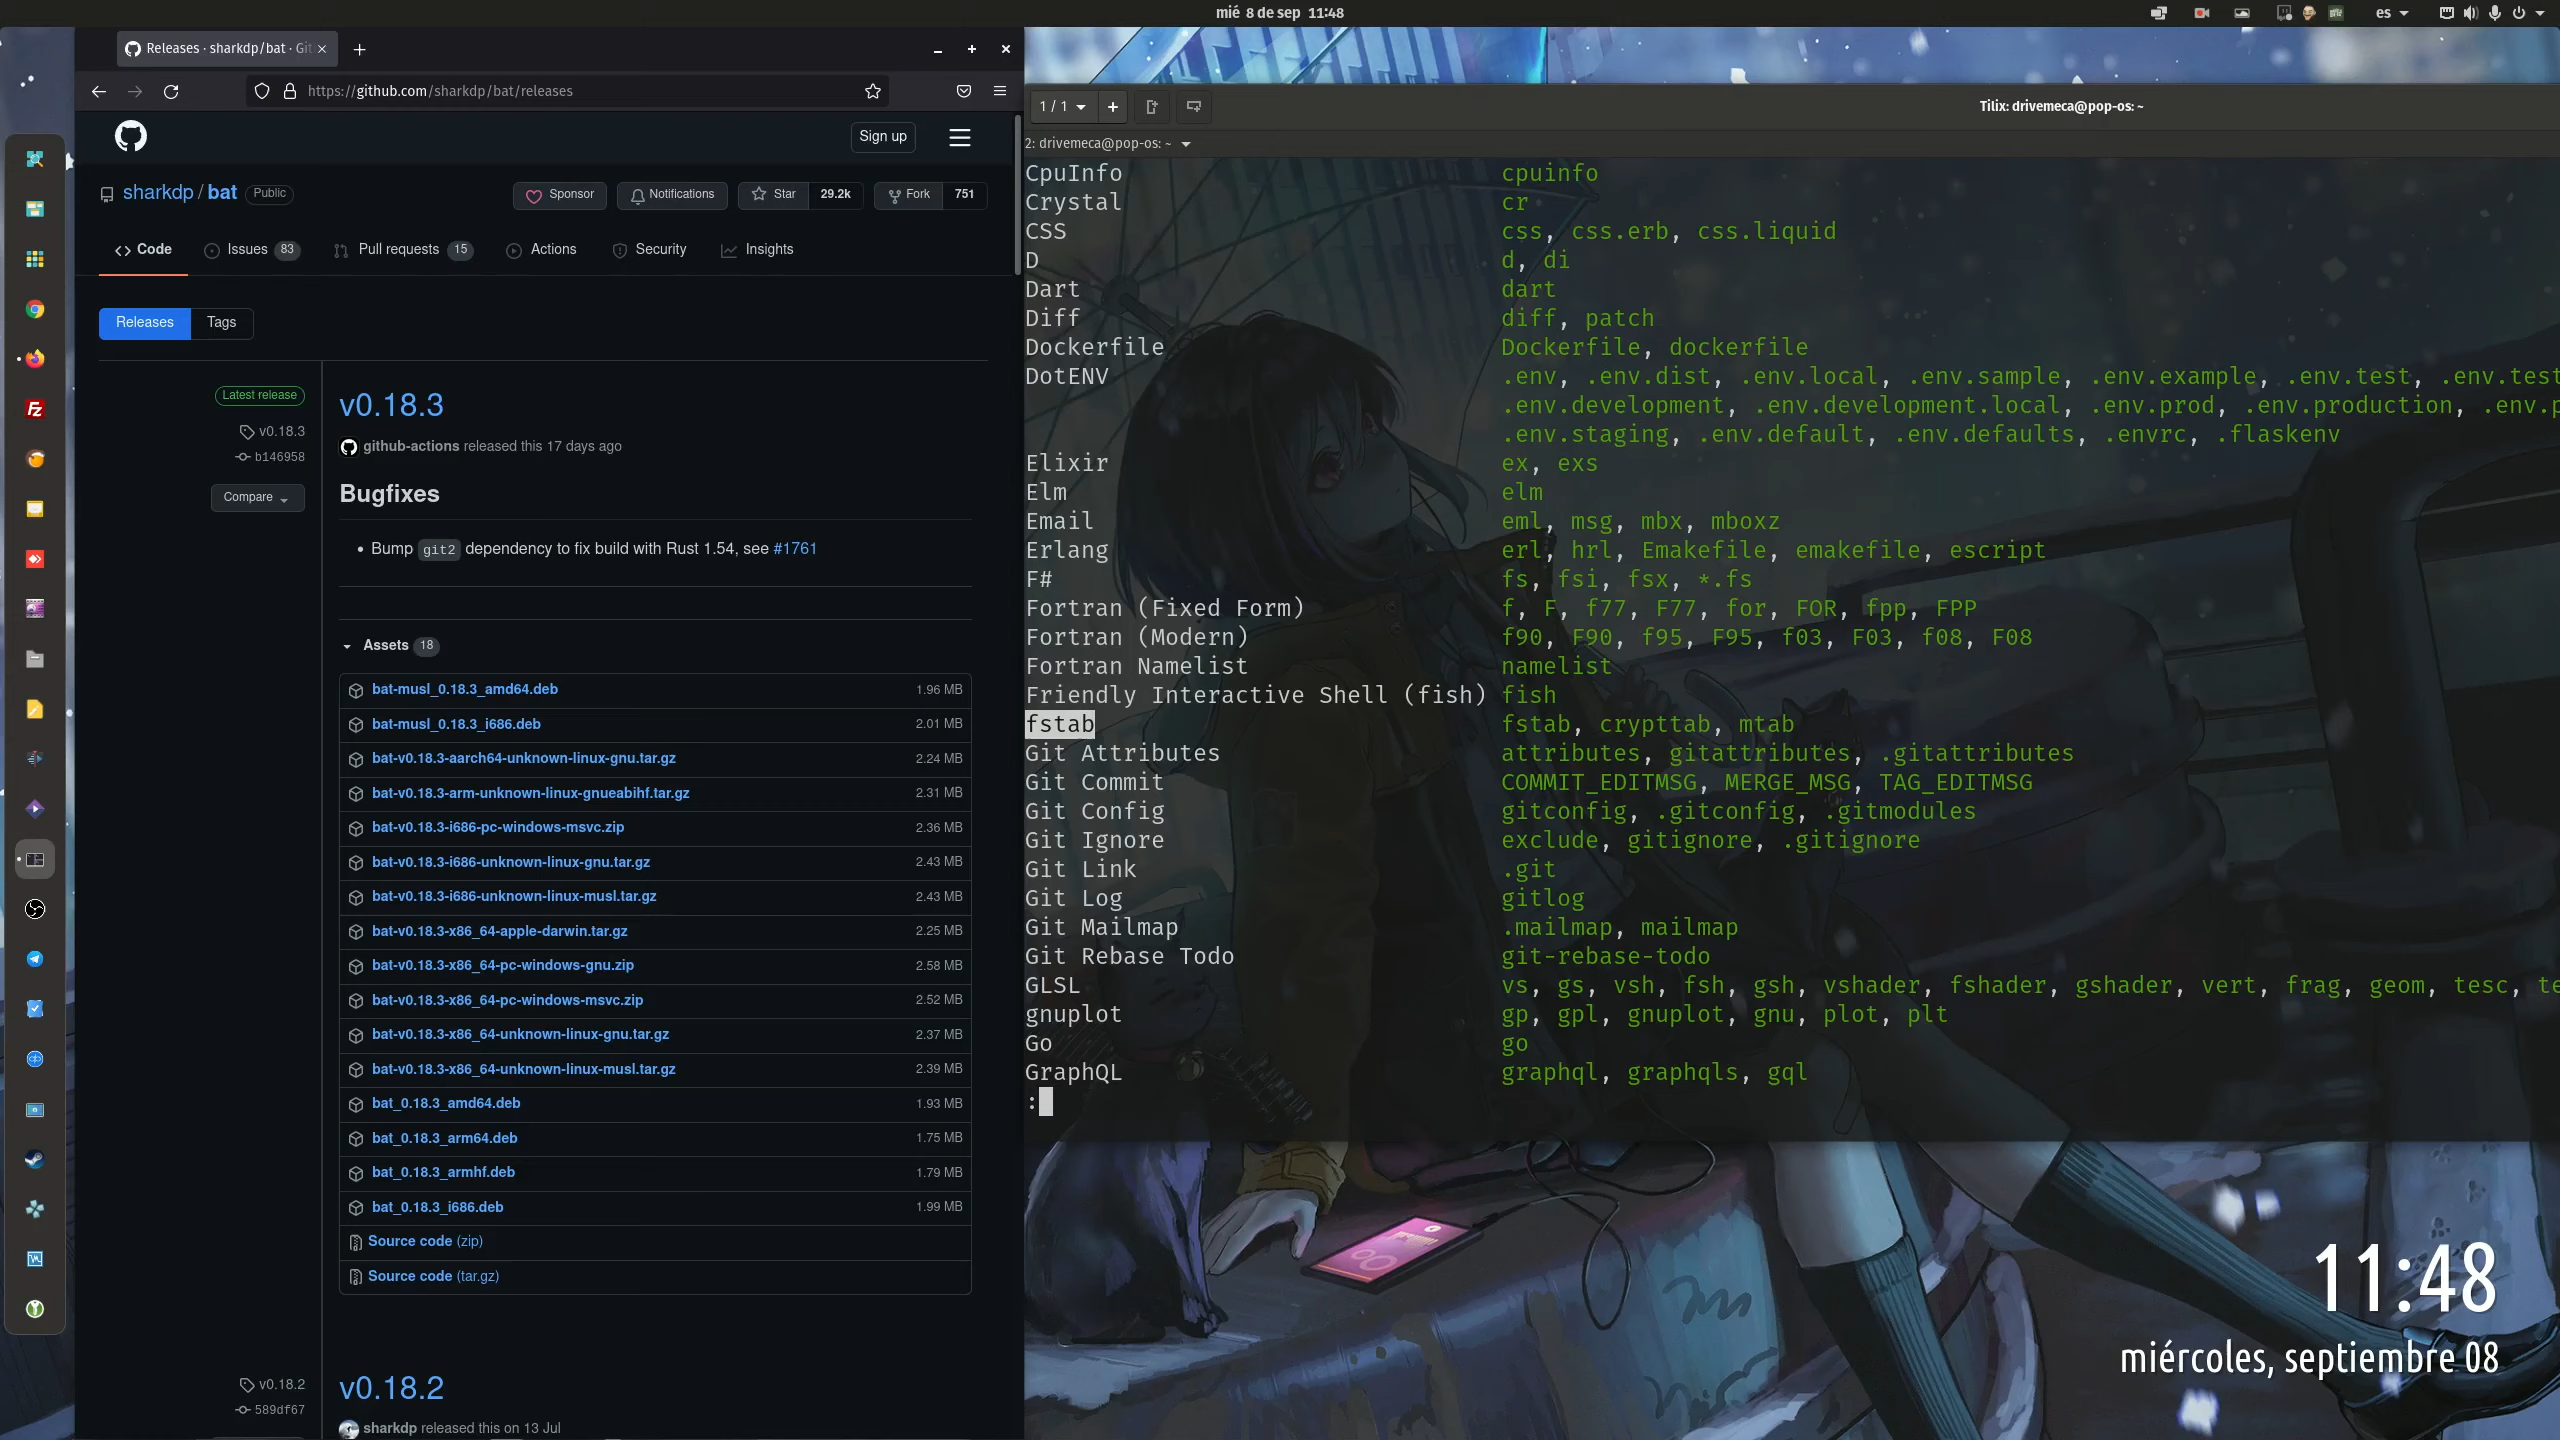 mié 8 de sep 11:48
es
Releases · sharkdp/bat · Git
https://github.com/sharkdp/bat/releases
Sign up
sharkdp / bat Public
Sponsor Notifications Star 29.2k Fork 751
Code Issues 83 Pull requests 15 Actions Security Insights
Releases Tags
Latest release
v0.18.3
b146958
Compare
v0.18.3
github-actions released this 17 days ago
Bugfixes
• Bump git2 dependency to fix build with Rust 1.54, see #1761
Assets 18
bat-musl_0.18.3_amd64.deb 1.96 MB
bat-musl_0.18.3_i686.deb 2.01 MB
bat-v0.18.3-aarch64-unknown-linux-gnu.tar.gz 2.24 MB
bat-v0.18.3-arm-unknown-linux-gnueabihf.tar.gz 2.31 MB
bat-v0.18.3-i686-pc-windows-msvc.zip 2.36 MB
bat-v0.18.3-i686-unknown-linux-gnu.tar.gz 2.43 MB
bat-v0.18.3-i686-unknown-linux-musl.tar.gz 2.43 MB
bat-v0.18.3-x86_64-apple-darwin.tar.gz 2.25 MB
bat-v0.18.3-x86_64-pc-windows-gnu.zip 2.58 MB
bat-v0.18.3-x86_64-pc-windows-msvc.zip 2.52 MB
bat-v0.18.3-x86_64-unknown-linux-gnu.tar.gz 2.37 MB
bat-v0.18.3-x86_64-unknown-linux-musl.tar.gz 2.39 MB
bat_0.18.3_amd64.deb 1.93 MB
bat_0.18.3_arm64.deb 1.75 MB
bat_0.18.3_armhf.deb 1.79 MB
bat_0.18.3_i686.deb 1.99 MB
Source code (zip)
Source code (tar.gz)
v0.18.2
589df67
v0.18.2
sharkdp released this on 13 Jul
1 / 1
Tilix: drivemeca@pop-os: ~
2: drivemeca@pop-os: ~
CpuInfo cpuinfo
Crystal cr
CSS css, css.erb, css.liquid
D d, di
Dart dart
Diff diff, patch
Dockerfile Dockerfile, dockerfile
DotENV .env, .env.dist, .env.local, .env.sample, .env.example, .env.test, .env.test
.env.development, .env.development.local, .env.prod, .env.production, .env.p
.env.staging, .env.default, .env.defaults, .envrc, .flaskenv
Elixir ex, exs
Elm elm
Email eml, msg, mbx, mboxz
Erlang erl, hrl, Emakefile, emakefile, escript
F# fs, fsi, fsx, *.fs
Fortran (Fixed Form) f, F, f77, F77, for, FOR, fpp, FPP
Fortran (Modern) f90, F90, f95, F95, f03, F03, f08, F08
Fortran Namelist namelist
Friendly Interactive Shell (fish) fish
fstab fstab, crypttab, mtab
Git Attributes attributes, gitattributes, .gitattributes
Git Commit COMMIT_EDITMSG, MERGE_MSG, TAG_EDITMSG
Git Config gitconfig, .gitconfig, .gitmodules
Git Ignore exclude, gitignore, .gitignore
Git Link .git
Git Log gitlog
Git Mailmap .mailmap, mailmap
Git Rebase Todo git-rebase-todo
GLSL vs, gs, vsh, fsh, gsh, vshader, fshader, gshader, vert, frag, geom, tesc, te
gnuplot gp, gpl, gnuplot, gnu, plot, plt
Go go
GraphQL graphql, graphqls, gql
:
11:48
miércoles, septiembre 08